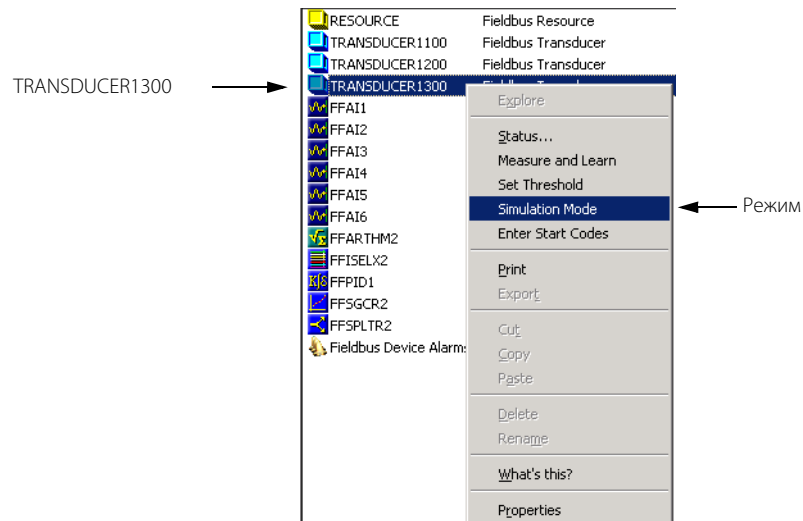 RESOURCE Fieldbus Resource
TRANSDUCER1100 Fieldbus Transducer
TRANSDUCER1200 Fieldbus Transducer
TRANSDUCER1300
TRANSDUCER1300
FFAI1
FFAI2
FFAI3
FFAI4
FFAI5
FFAI6
FFARTHM2
FFISELX2
FFPID1
FFSGCR2
FFSPLTR2
Fieldbus Device Alarms
Explore
Status...
Measure and Learn
Set Threshold
Simulation Mode
Режим
Enter Start Codes
Print
Export
Cut
Copy
Paste
Delete
Rename
What's this?
Properties